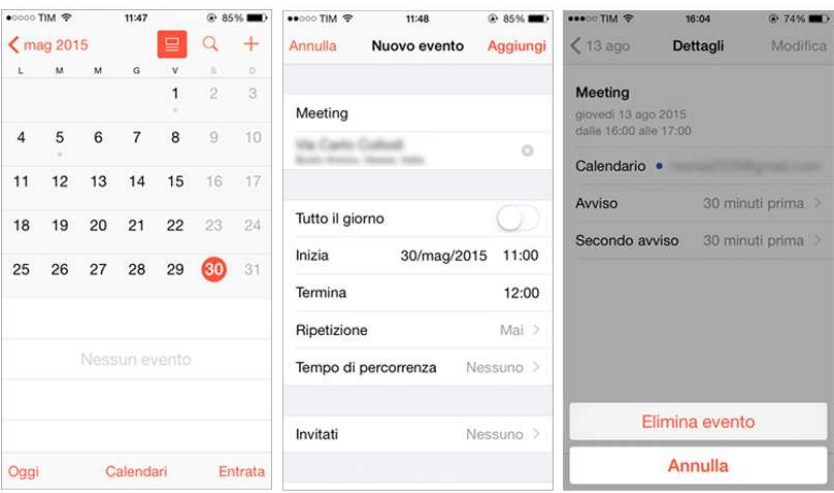 TIM 11:47 85%
mag 2015
L M M G V S D
1 2 3
4 5 6 7 8 9 10
11 12 13 14 15 16 17
18 19 20 21 22 23 24
25 26 27 28 29 30 31
Nessun evento
Oggi Calendari Entrata
TIM 11:48 85%
Annulla Nuovo evento Aggiungi
Meeting
Tutto il giorno
Inizia 30/mag/2015 11:00
Termina 12:00
Ripetizione Mai
Tempo di percorrenza Nessuno
Invitati Nessuno
TIM 16:04 74%
13 ago Dettagli Modifica
Meeting
giovedì 13 ago 2015
dalle 16:00 alle 17:00
Calendario
Avviso 30 minuti prima
Secondo avviso 30 minuti prima
Elimina evento
Annulla